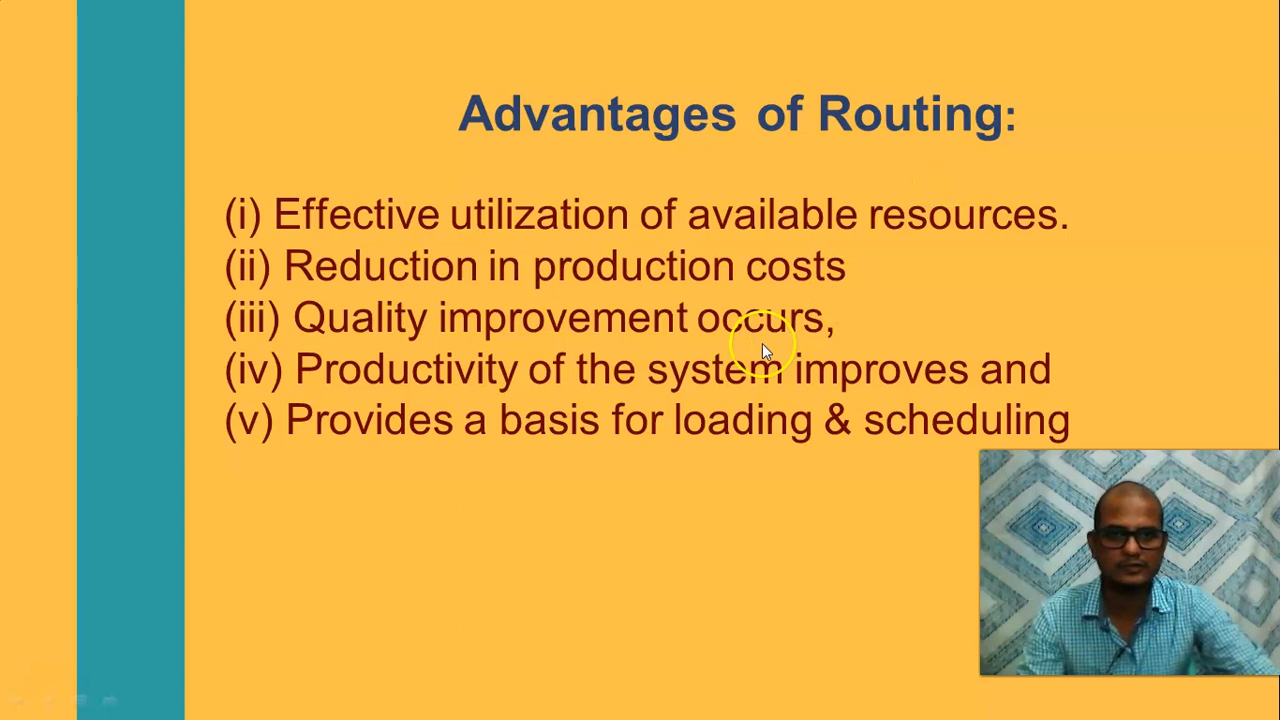 Advantages of Routing:
(i) Effective utilization of available resources.
(ii) Reduction in production costs
(iii) Quality improvement occurs,
(iv) Productivity of the system improves and
(v) Provides a basis for loading & scheduling